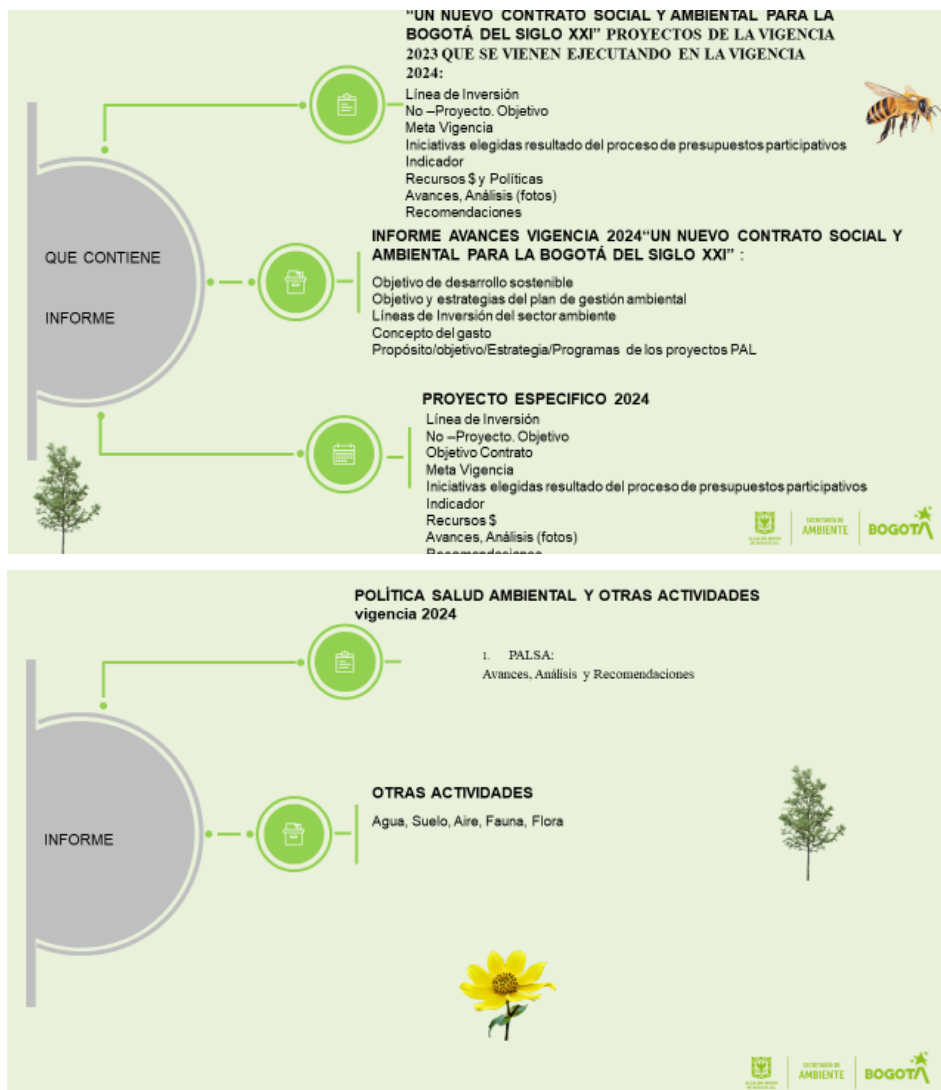 “UN NUEVO CONTRATO SOCIAL Y AMBIENTAL PARA LA
BOGOTÁ DEL SIGLO XXI” PROYECTOS DE LA VIGENCIA
2023 QUE SE VIENEN EJECUTANDO EN LA VIGENCIA
2024:
Línea de Inversión
No –Proyecto. Objetivo
Meta Vigencia
Iniciativas elegidas resultado del proceso de presupuestos participativos
Indicador
Recursos $ y Políticas
Avances, Análisis (fotos)
Recomendaciones
QUE CONTIENE
INFORME
INFORME AVANCES VIGENCIA 2024“UN NUEVO CONTRATO SOCIAL Y
AMBIENTAL PARA LA BOGOTÁ DEL SIGLO XXI” :
Objetivo de desarrollo sostenible
Objetivo y estrategias del plan de gestión ambiental
Líneas de Inversión del sector ambiente
Concepto del gasto
Propósito/objetivo/Estrategia/Programas de los proyectos PAL
PROYECTO ESPECIFICO 2024
Línea de Inversión
No –Proyecto. Objetivo
Objetivo Contrato
Meta Vigencia
Iniciativas elegidas resultado del proceso de presupuestos participativos
Indicador
Recursos $
Avances, Análisis (fotos)
Recomendaciones
SECRETARÍA DE
AMBIENTE
BOGOTÁ
POLÍTICA SALUD AMBIENTAL Y OTRAS ACTIVIDADES
vigencia 2024
1. PALSA:
Avances, Análisis y Recomendaciones
INFORME
OTRAS ACTIVIDADES
Agua, Suelo, Aire, Fauna, Flora
SECRETARÍA DE
AMBIENTE
BOGOTÁ